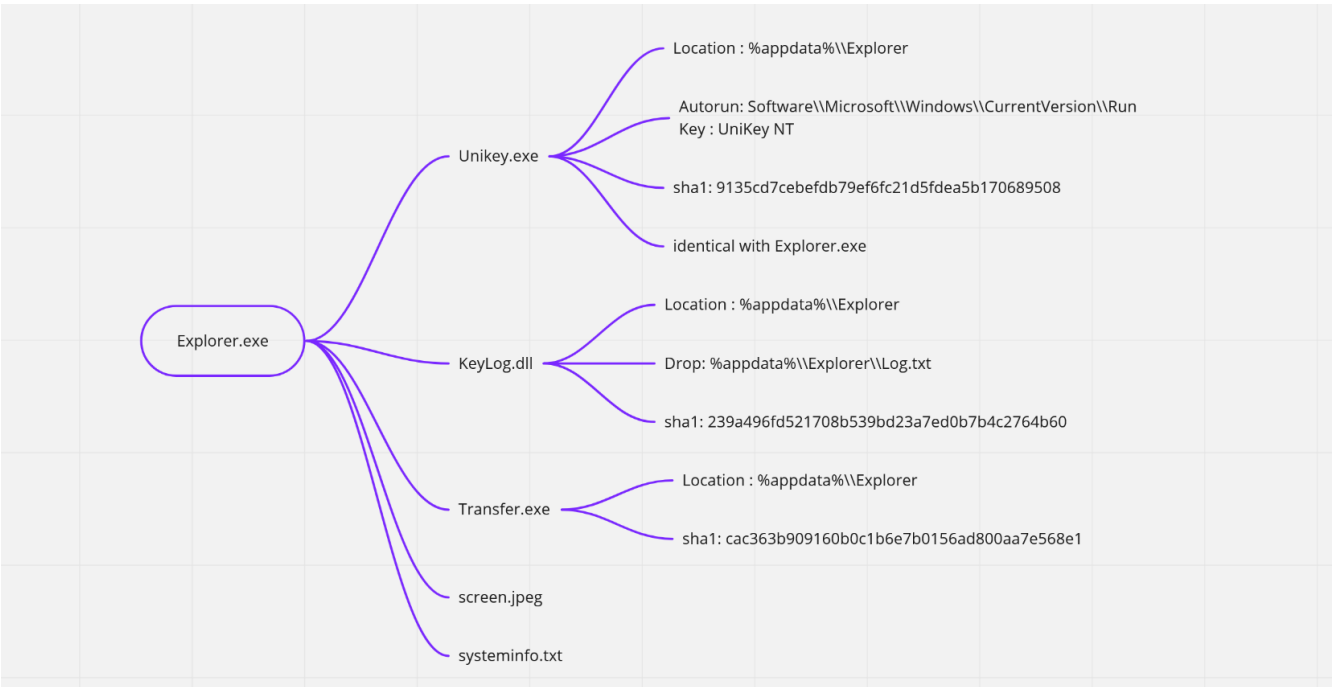 Explorer.exe
Unikey.exe
Location : %appdata%\\Explorer
Autorun: Software\\Microsoft\\Windows\\CurrentVersion\\Run
Key : UniKey NT
sha1: 9135cd7cebefdb79ef6fc21d5fdea5b170689508
identical with Explorer.exe
KeyLog.dll
Location : %appdata%\\Explorer
Drop: %appdata%\\Explorer\\Log.txt
sha1: 239a496fd521708b539bd23a7ed0b7b4c2764b60
Transfer.exe
Location : %appdata%\\Explorer
sha1: cac363b909160b0c1b6e7b0156ad800aa7e568e1
screen.jpeg
systeminfo.txt